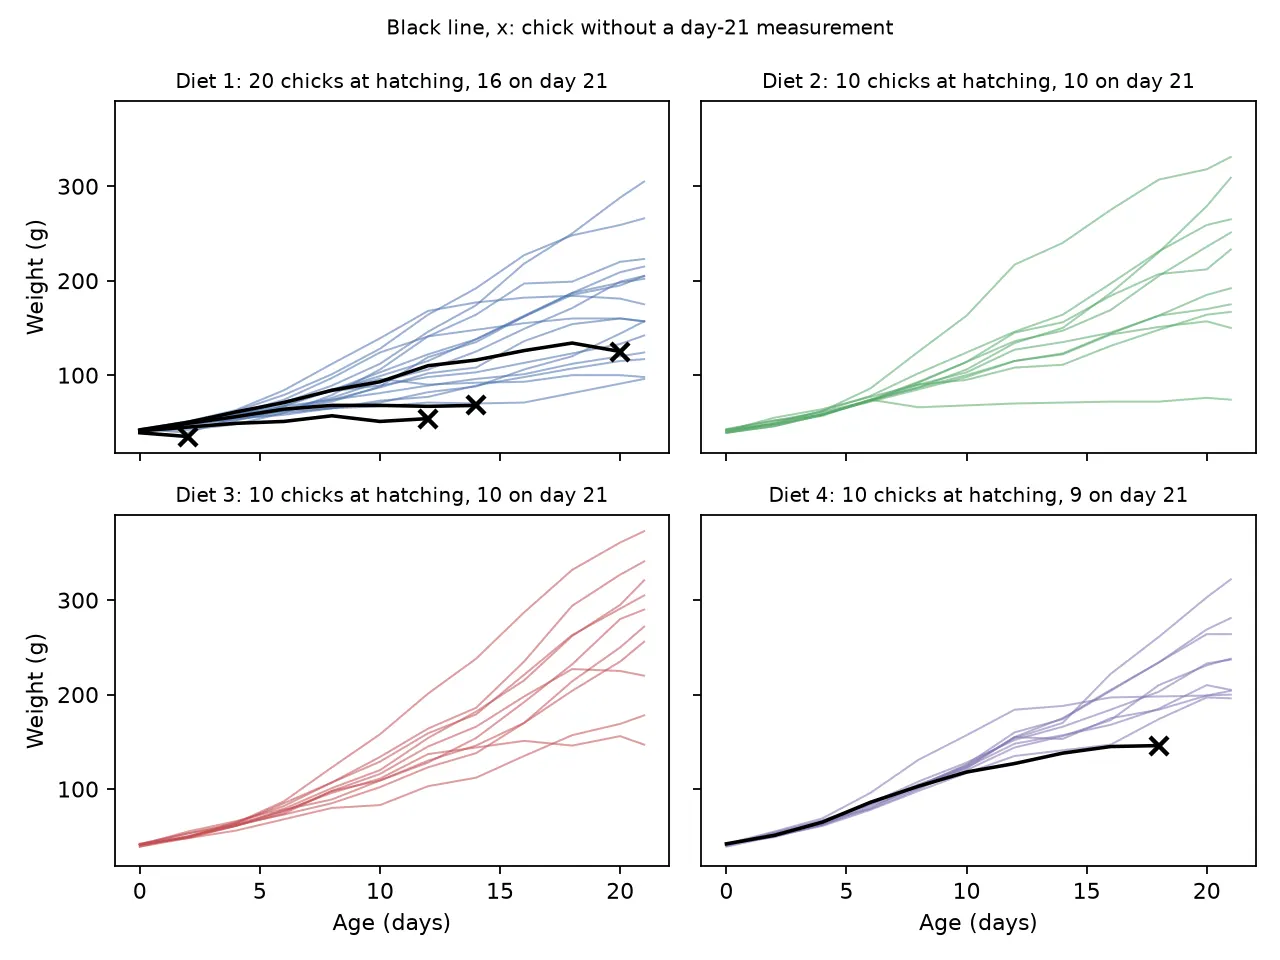 Black line, x: chick without a day-21 measurement
Diet 1: 20 chicks at hatching, 16 on day 21
Diet 2: 10 chicks at hatching, 10 on day 21
Weight (g)
300
200
100
Diet 3: 10 chicks at hatching, 10 on day 21
Diet 4: 10 chicks at hatching, 9 on day 21
Weight (g)
300
200
100
0 5 10 15 20
0 5 10 15 20
Age (days)
Age (days)